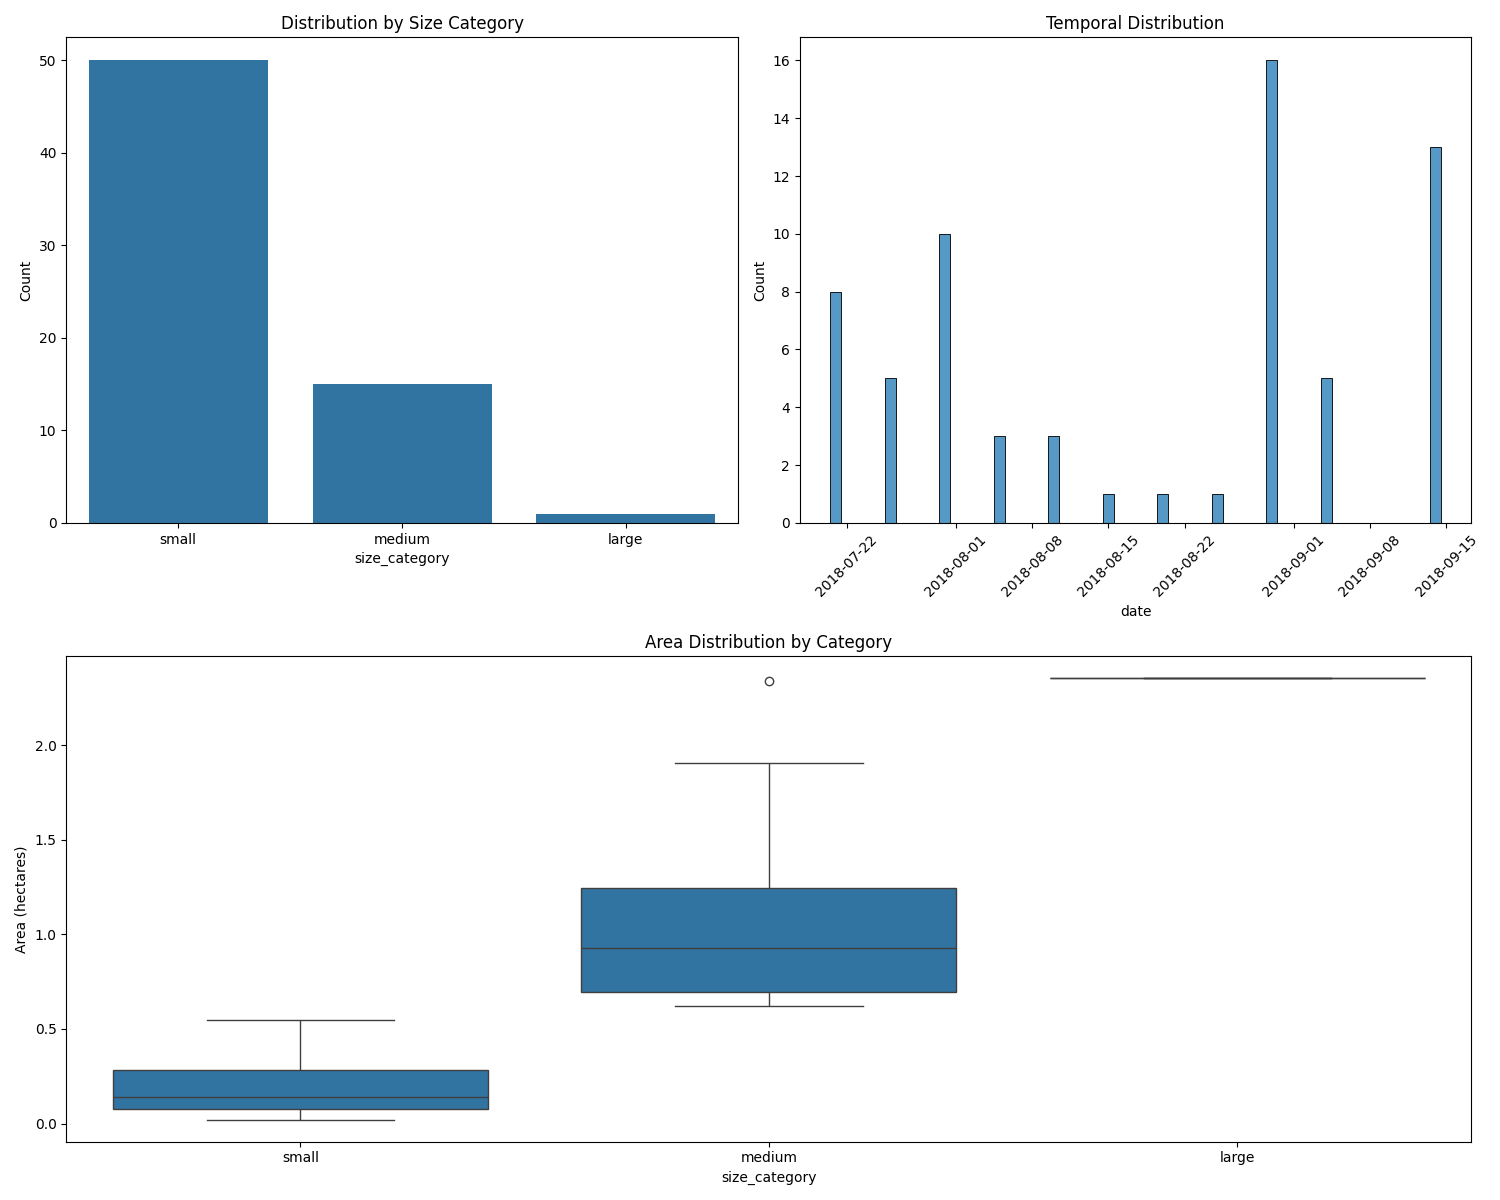 Distribution by Size Category
50
40
30
20
10
0
Count
small medium large
size_category
Temporal Distribution
16
14
12
10
8
6
4
2
0
Count
2018-07-22 2018-08-01 2018-08-08 2018-08-15 2018-08-22 2018-09-01 2018-09-08 2018-09-15
date
Area Distribution by Category
2.0
1.5
1.0
0.5
0.0
Area (hectares)
small medium large
size_category